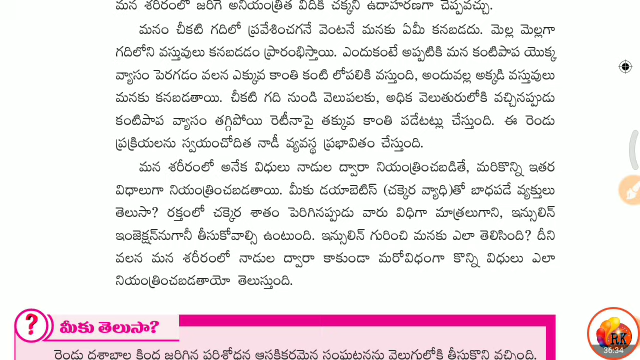 మన శరీరంలో జరిగే అనియంత్రిత విదికి చక్కని ఉదాహరణగా చెప్పవచ్చు.
మనం చీకటి గదిలో ప్రవేశించగానే వెంటనే మనకు ఏమీ కనబడదు. మెల్ల మెల్లగా
గదిలోని వస్తువులు కనబడడం ప్రారంభిస్తాయి. ఎందుకంటే అప్పటికి మన కంటిపాప యొక్క
వ్యాసం పెరగడం వలన ఎక్కువ కాంతి కంటి లోపలికి వస్తుంది, అందువల్ల అక్కడి వస్తువులు
మనకు కనబడతాయి. చీకటి గది నుండి వెలుపలకు, అధిక వెలుతురులోకి వచ్చినప్పుడు
కంటిపాప వ్యాసం తగ్గిపోయి రెటీనాపై తక్కువ కాంతి పడేటట్లు చేస్తుంది. ఈ రెండు
ప్రక్రియలను స్వయంచోదిత నాడీ వ్యవస్థ ప్రభావితం చేస్తుంది.
మన శరీరంలో అనేక విధులు నాడుల ద్వారా నియంత్రించబడితే, మరికొన్ని ఇతర
విధాలుగా నియంత్రించబడతాయి. మీకు డయాబెటిస్ (చక్కెర వ్యాధి)తో బాధపడే వ్యక్తులు
తెలుసా? రక్తంలో చక్కెర శాతం పెరిగినప్పుడు వారు విధిగా మాత్రలుగాని, ఇన్సులిన్
ఇంజెక్షన్‌నుగానీ తీసుకోవాల్సి ఉంటుంది. ఇన్సులిన్ గురించి మనకు ఎలా తెలిసింది? దీని
వలన మన శరీరంలో నాడుల ద్వారా కాకుండా మరోవిధంగా కొన్ని విధులు ఎలా
నియంత్రించబడతాయో తెలుస్తుంది.
? మీకు తెలుసా?
రెండు దశాబ్దాల క్రింద జరిగిన పరిశోధన ఆసక్తికరమైన సంఘటనను వెలుగులోకి తీసుకొని వచ్చింది.
RK
36:34